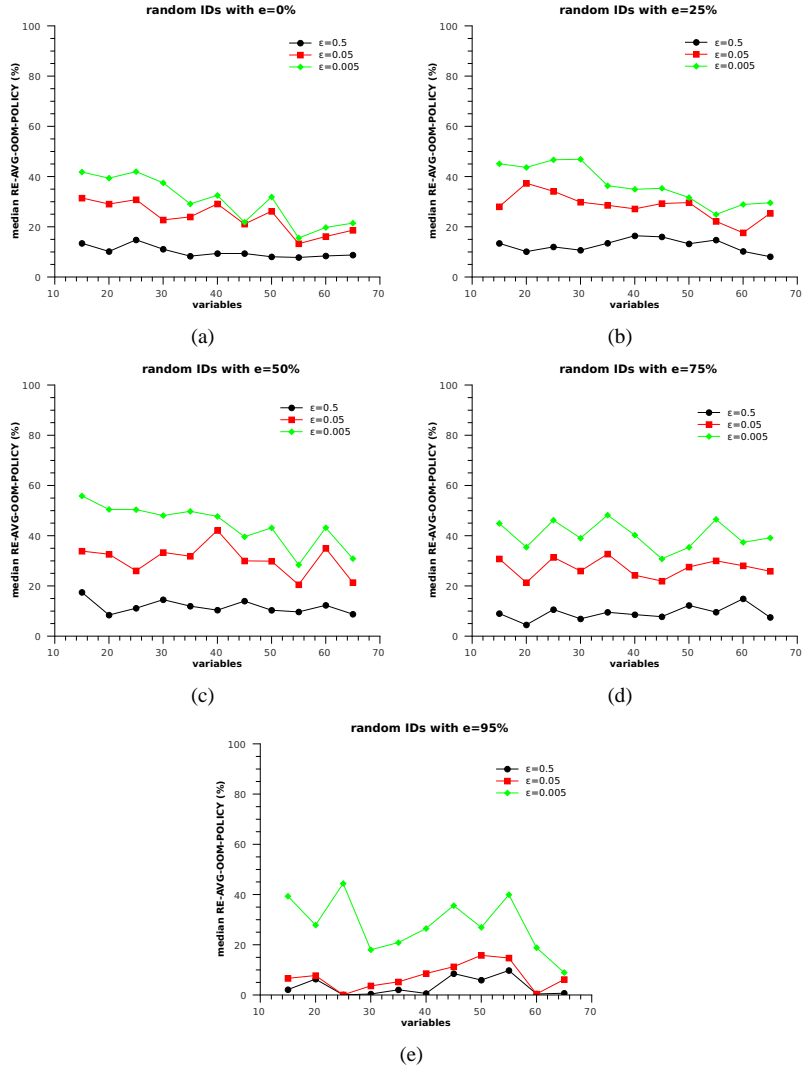 random IDs with e=0%
median RE-AVG-OOM-POLICY (%)
100
80
60
40
20
0
ε=0.5
ε=0.05
ε=0.005
10 20 30 40 50 60 70
variables
(a)
random IDs with e=25%
median RE-AVG-OOM-POLICY (%)
100
80
60
40
20
0
ε=0.5
ε=0.05
ε=0.005
10 20 30 40 50 60 70
variables
(b)
random IDs with e=50%
median RE-AVG-OOM-POLICY (%)
100
80
60
40
20
0
ε=0.5
ε=0.05
ε=0.005
10 20 30 40 50 60 70
variables
(c)
random IDs with e=75%
median RE-AVG-OOM-POLICY (%)
100
80
60
40
20
0
ε=0.5
ε=0.05
ε=0.005
10 20 30 40 50 60 70
variables
(d)
random IDs with e=95%
median RE-AVG-OOM-POLICY (%)
100
80
60
40
20
0
ε=0.5
ε=0.05
ε=0.005
10 20 30 40 50 60 70
variables
(e)